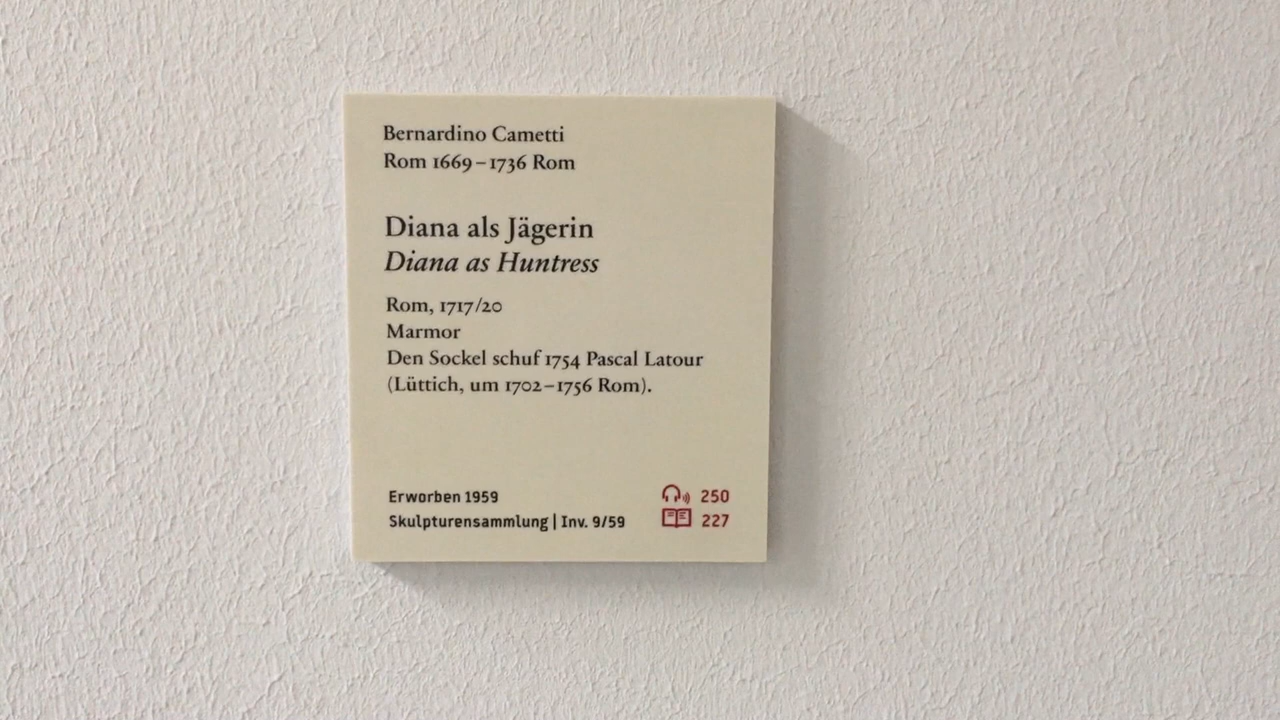 Bernardino Cametti
Rom 1669–1736 Rom
Diana als Jägerin
Diana as Huntress
Rom, 1717/20
Marmor
Den Sockel schuf 1754 Pascal Latour
(Lüttich, um 1702–1756 Rom).
Erworben 1959
Skulpturensammlung | Inv. 9/59
250
227